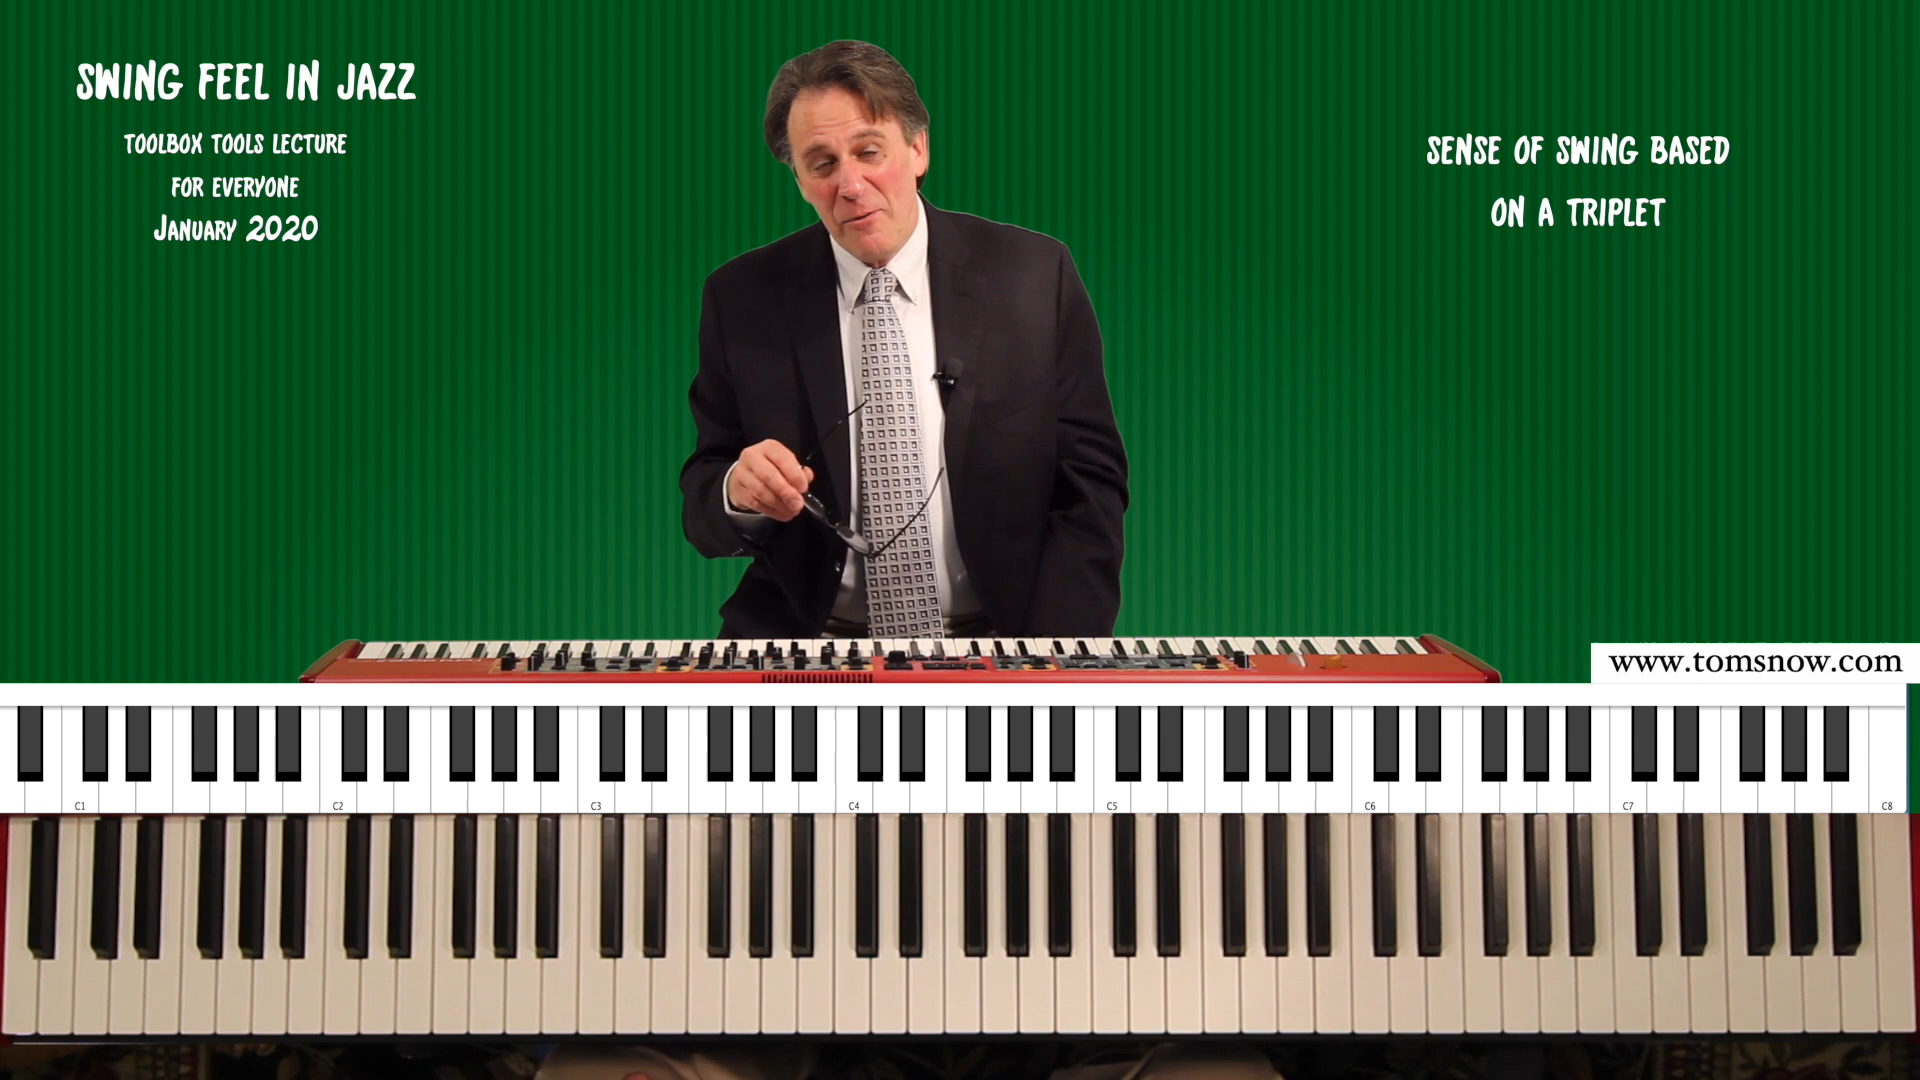 SWING FEEL IN JAZZ
TOOLBOX TOOLS LECTURE
FOR EVERYONE
JANUARY 2020
SENSE OF SWING BASED
ON A TRIPLET
www.tomsnow.com
C1 C2 C3 C4 C5 C6 C7 C8